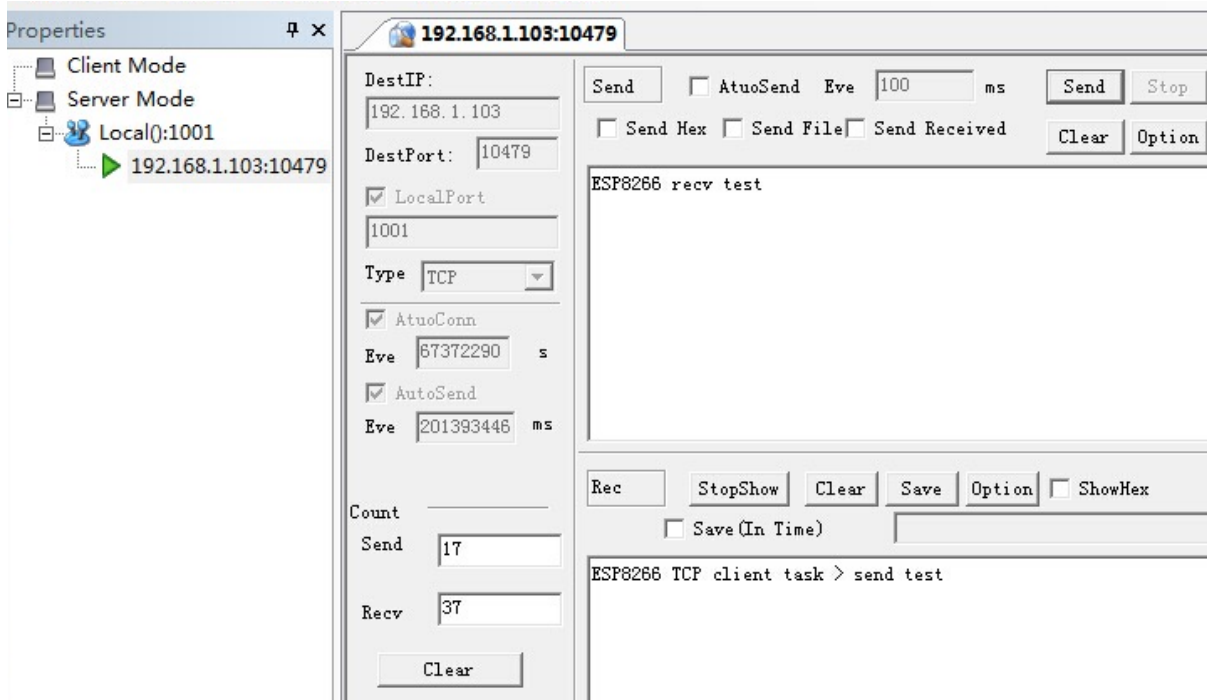 Properties
Client Mode
Server Mode
Local():1001
192.168.1.103:10479
192.168.1.103:10479
DestIP:
192.168.1.103
DestPort: 10479
LocalPort
1001
Type TCP
AtuoConn
Eve 67372290 s
AutoSend
Eve 201393446 ms
Count
Send 17
Recv 37
Clear
Send AtuoSend Eve 100 ms Send Stop
Send Hex Send File Send Received Clear Option
ESP8266 recv test
Rec StopShow Clear Save Option ShowHex
Save(In Time)
ESP8266 TCP client task > send test